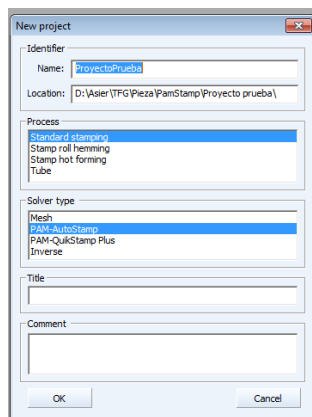 New project
Identifier
Name: ProyectoPrueba
Location: D:\Asier\TFG\Pieza\PamStamp\Proyecto prueba\
Process
Standard stamping
Stamp roll hemming
Stamp hot forming
Tube
Solver type
Mesh
PAM-AutoStamp
PAM-QuikStamp Plus
Inverse
Title
Comment
OK Cancel